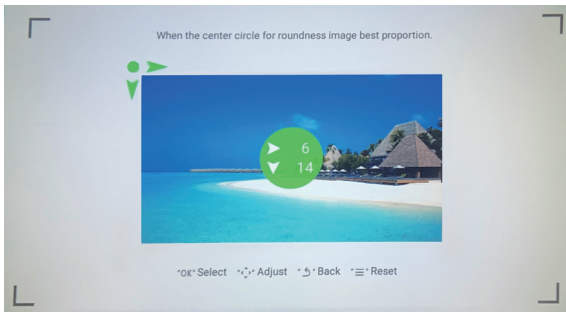 When the center circle for roundness image best proportion.
6
14
"OK" Select " " Adjust " " Back " " Reset